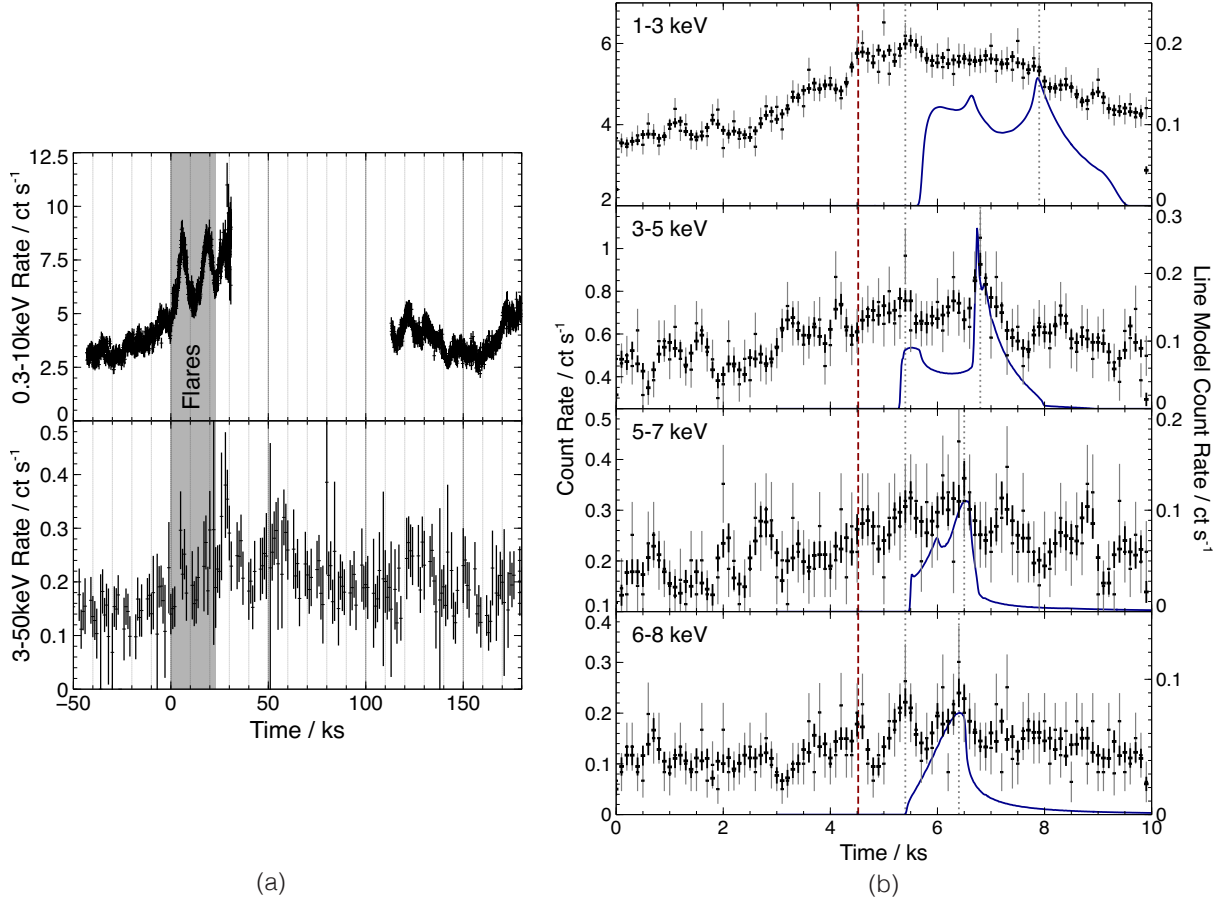 12.5
10
7.5
5
2.5
0
0.3-10keV Rate / ct s⁻¹
Flares
0.5
0.4
0.3
0.2
0.1
0
3-50keV Rate / ct s⁻¹
−50 0 50 100 150
Time / ks
(a)
1-3 keV
6
4
2
0.2
0.1
0
3-5 keV
1
0.8
0.6
0.4
0.3
0.2
0.1
0
5-7 keV
0.5
0.4
0.3
0.2
0.1
0.2
0.1
0
6-8 keV
0.4
0.3
0.2
0.1
0
0.1
0
Count Rate / ct s⁻¹
Line Model Count Rate / ct s⁻¹
0 2 4 6 8 10
Time / ks
(b)